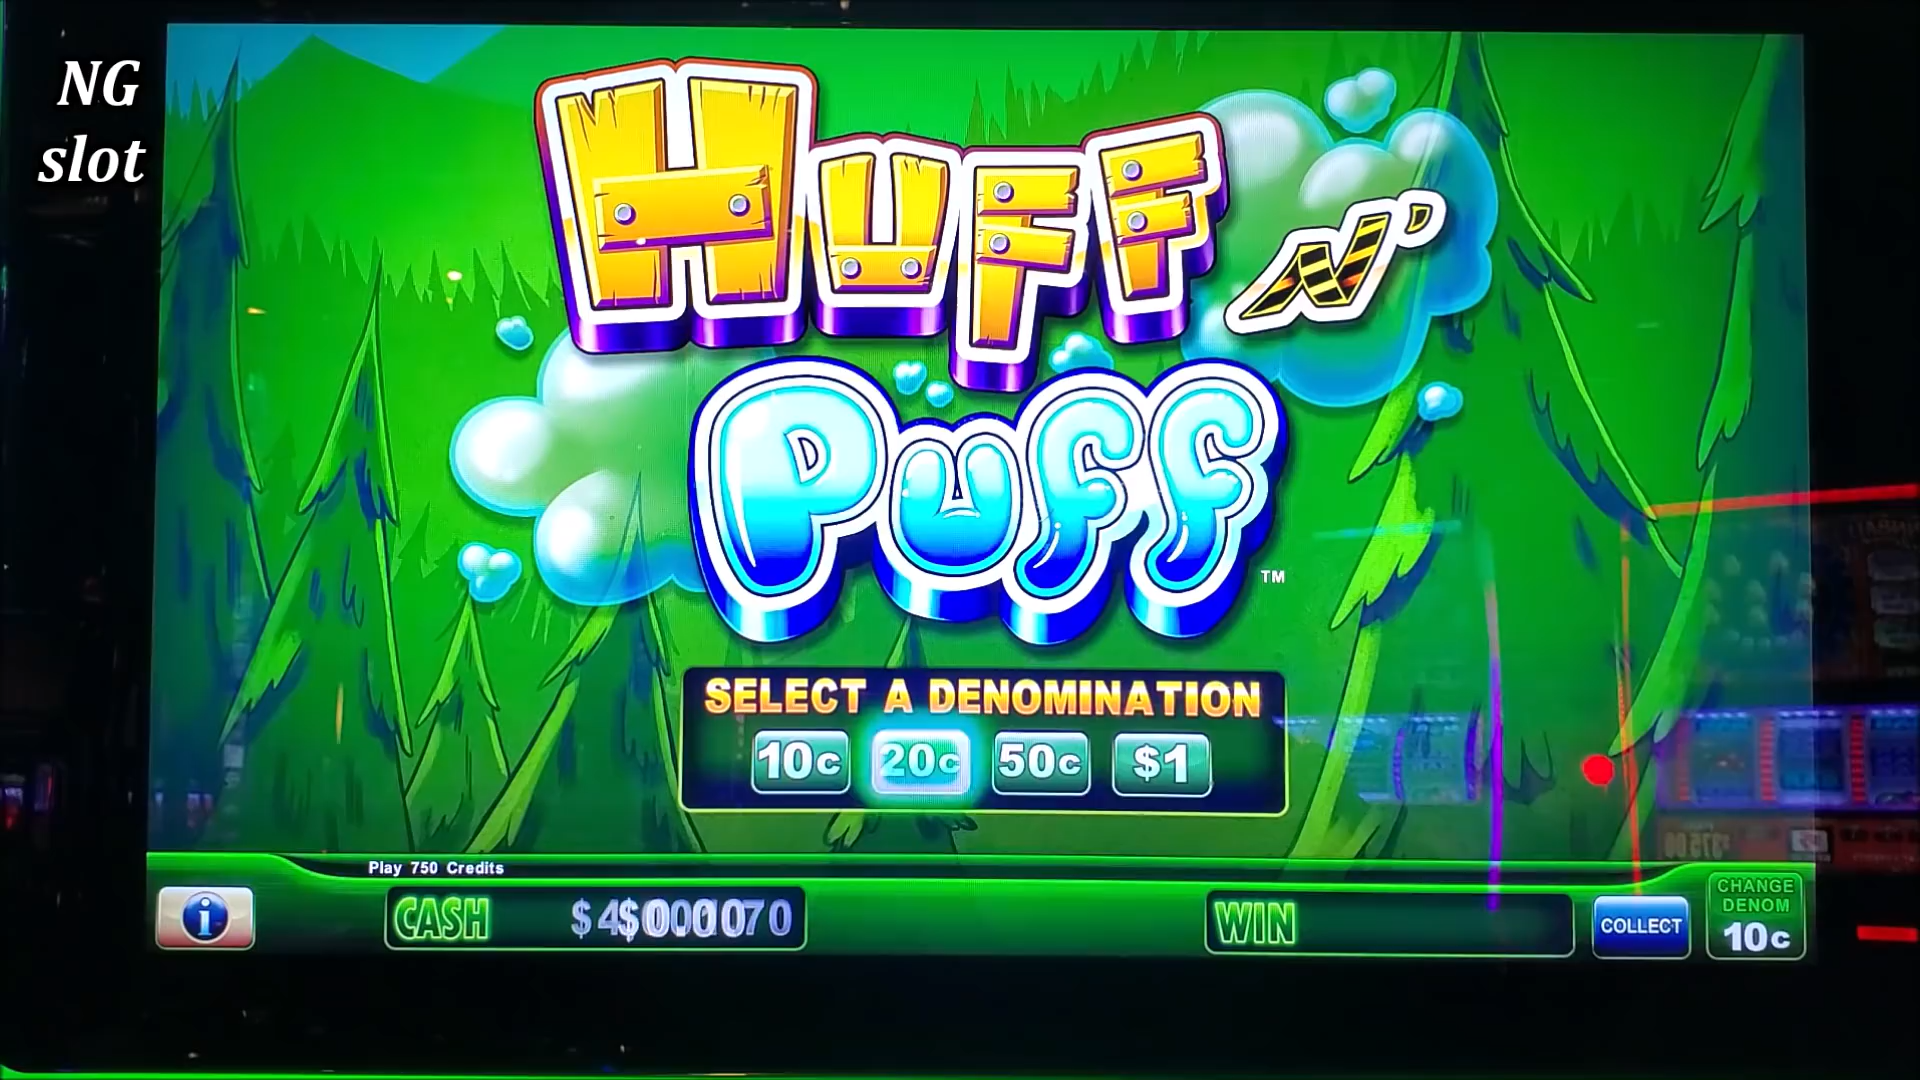 NG
slot
HUFF N'
PUFF
TM
SELECT A DENOMINATION
10c 20c 50c $1
Play 750 Credits
CASH
WIN
COLLECT
CHANGE
DENOM
10c